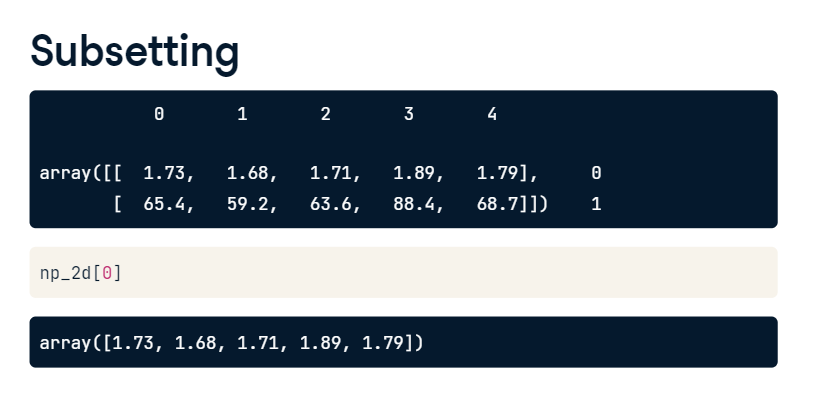 Subsetting
0 1 2 3 4
array([[ 1.73, 1.68, 1.71, 1.89, 1.79], 0
[ 65.4, 59.2, 63.6, 88.4, 68.7]]) 1
np_2d[0]
array([1.73, 1.68, 1.71, 1.89, 1.79])